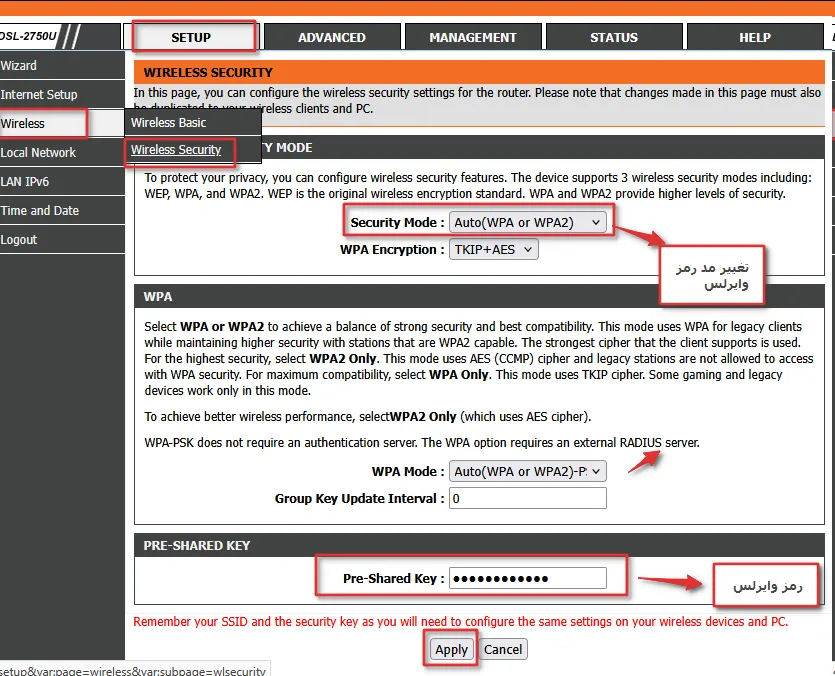 DSL-2750U
SETUP
ADVANCED
MANAGEMENT
STATUS
HELP
Wizard
Internet Setup
Wireless
Local Network
LAN IPv6
Time and Date
Logout
Wireless Basic
Wireless Security
WIRELESS SECURITY
In this page, you can configure the wireless security settings for the router. Please note that changes made in this page must also
be duplicated to your wireless clients and PC.
Y MODE
To protect your privacy, you can configure wireless security features. The device supports 3 wireless security modes including:
WEP, WPA, and WPA2. WEP is the original wireless encryption standard. WPA and WPA2 provide higher levels of security.
Security Mode : Auto(WPA or WPA2)
WPA Encryption : TKIP+AES
تغییر مد رمز
وایرلس
WPA
Select WPA or WPA2 to achieve a balance of strong security and best compatibility. This mode uses WPA for legacy clients
while maintaining higher security with stations that are WPA2 capable. The strongest cipher that the client supports is used.
For the highest security, select WPA2 Only. This mode uses AES (CCMP) cipher and legacy stations are not allowed to access
with WPA security. For maximum compatibility, select WPA Only. This mode uses TKIP cipher. Some gaming and legacy
devices work only in this mode.
To achieve better wireless performance, selectWPA2 Only (which uses AES cipher).
WPA-PSK does not require an authentication server. The WPA option requires an external RADIUS server.
WPA Mode : Auto(WPA or WPA2)-P
Group Key Update Interval : 0
PRE-SHARED KEY
Pre-Shared Key : ●●●●●●●●●●●●
رمز وایرلس
Remember your SSID and the security key as you will need to configure the same settings on your wireless devices and PC.
Apply Cancel
setup&var:page=wireless&var:subpage=wlsecurity